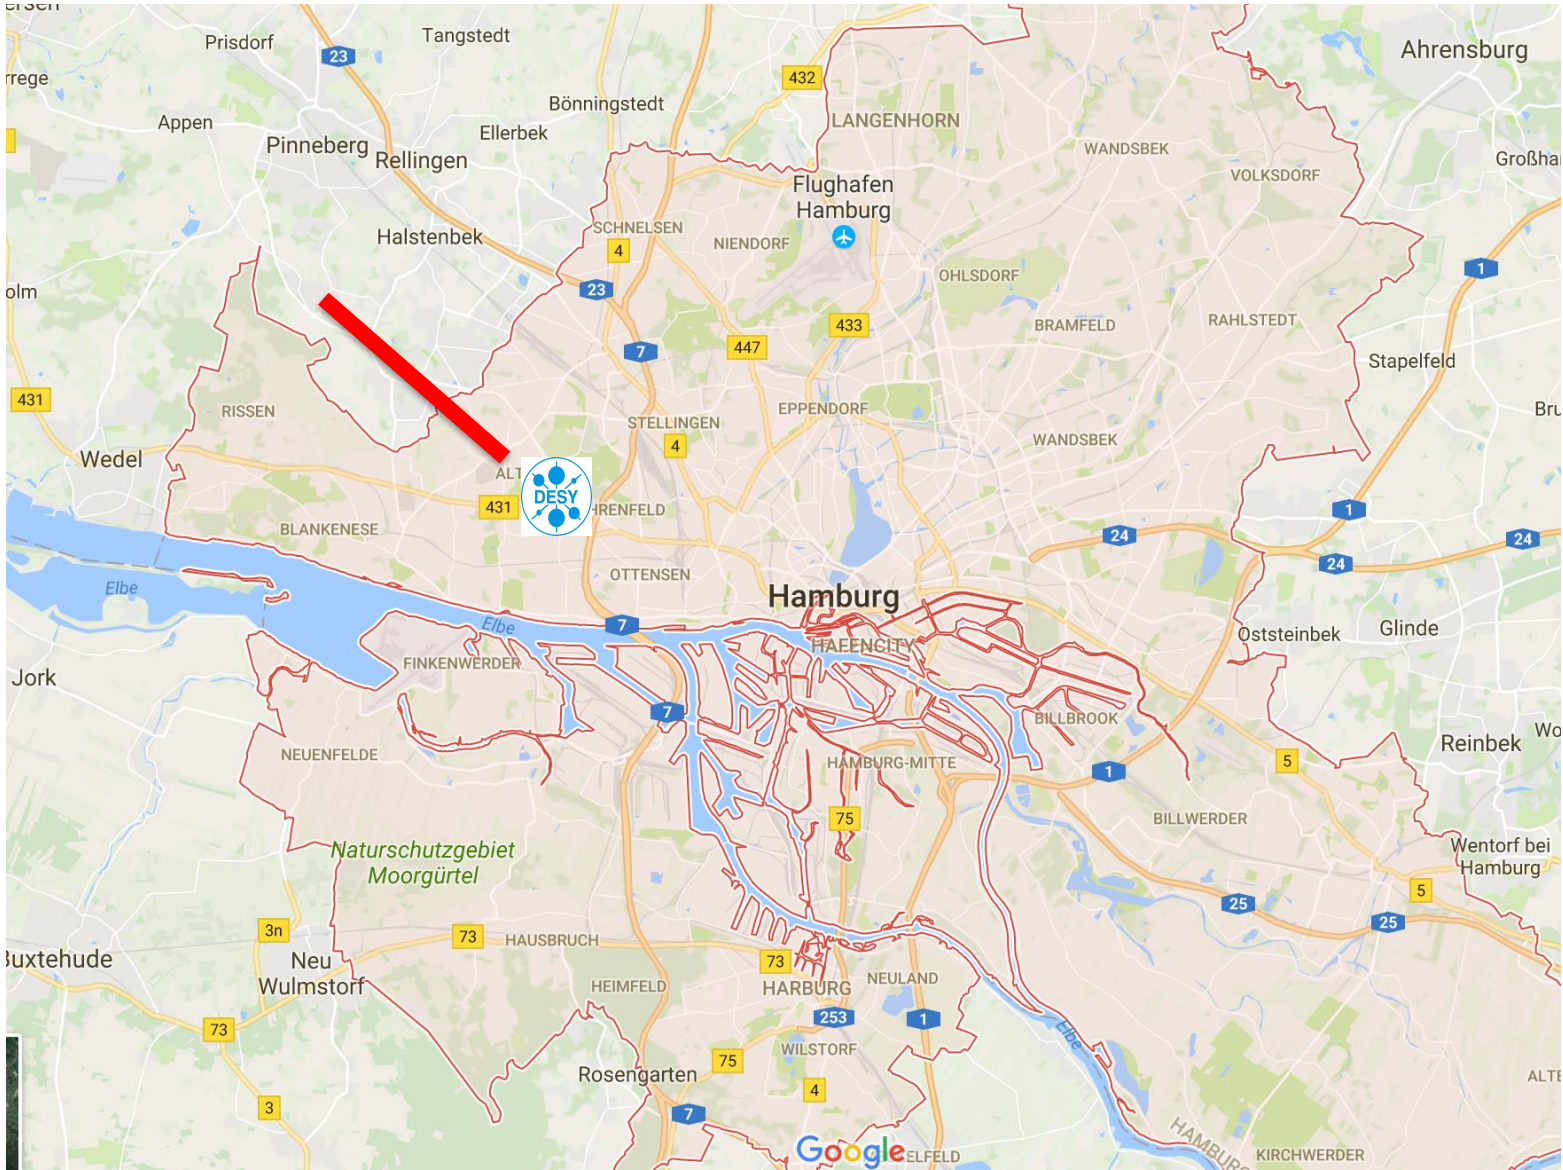 Prisdorf
23
Tangstedt
Ahrensburg
432
Bönningstedt
Appen
Ellerbek
LANGENHORN
Pinneberg
Rellingen
WANDSBEK
VOLKSDORF
Flughafen
Hamburg
SCHNELSEN
Halstenbek
NIENDORF
4
OHLSDORF
1
23
433
BRAMFELD
RAHLSTEDT
7
447
Stapelfeld
431
RISSEN
EPPENDORF
STELLINGEN
4
WANDSBEK
Wedel
DESY
431
1
BLANKENESE
24
24
24
OTTENSEN
Elbe
Hamburg
Elbe
7
HAFENCITY
Oststeinbek
Glinde
FINKENWERDER
Jork
7
BILLBROOK
Reinbek
NEUENFELDE
HAMBURG-MITTE
5
1
75
BILLWERDER
Naturschutzgebiet
Moorgürtel
Wentorf bei
Hamburg
5
25
25
3n
73
HAUSBRUCH
Neu
Wulmstorf
73
HEIMFELD
HARBURG
NEULAND
73
253
1
Elbe
WILSTORF
75
Rosengarten
4
3
7
Google
KIRCHWERDER